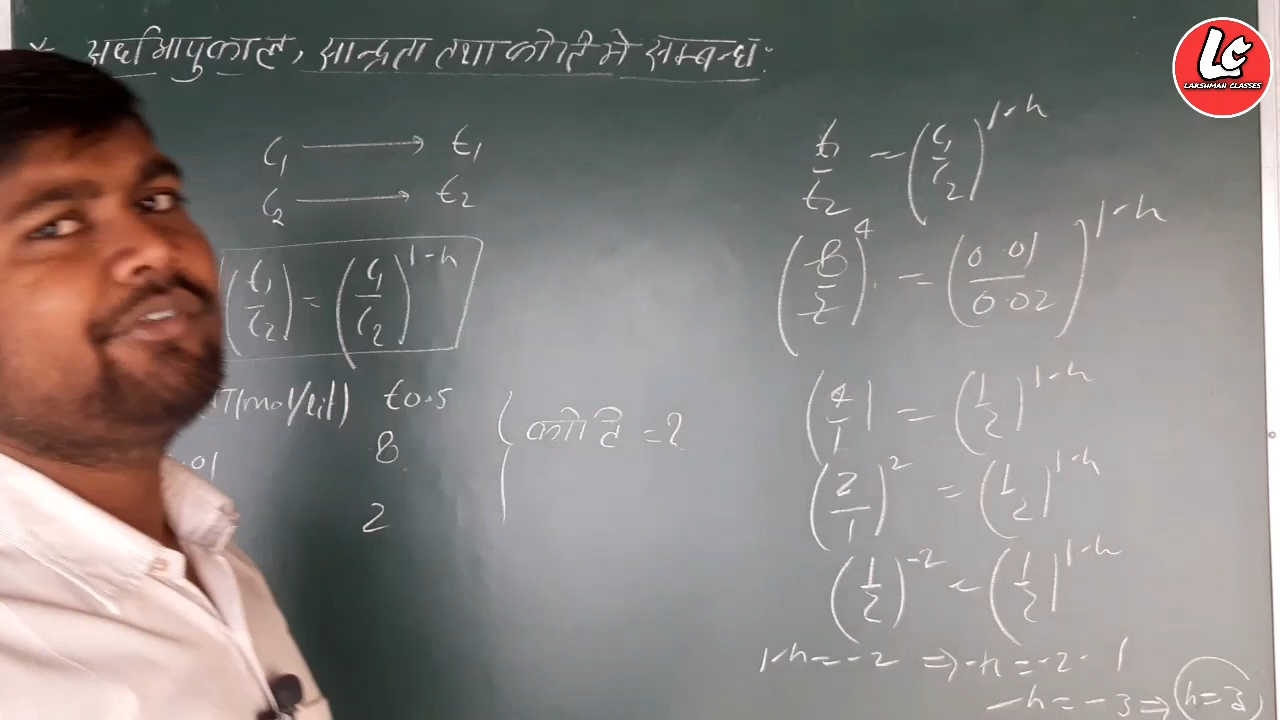 * अर्द्धआयुकाल, सान्द्रता तथा कोटि मे सम्बन्ध:
LC
LAKSHMAN CLASSES
C₁ → t₁
C₂ → t₂
(t₁/t₂) = (C₁/C₂)^(1-n)
(mol/lit) t0.5
.01 8
2
कोटि = ?
t₁/t₂ = (C₁/C₂)^(1-n)
(8/2)^4 = (0.01/0.02)^(1-n)
(4/1) = (1/2)^(1-n)
(2/1)^2 = (1/2)^(1-n)
(1/2)^-2 = (1/2)^(1-n)
1-n = -2 ⇒ -n = -2 - 1
-n = -3 ⇒ n = 3